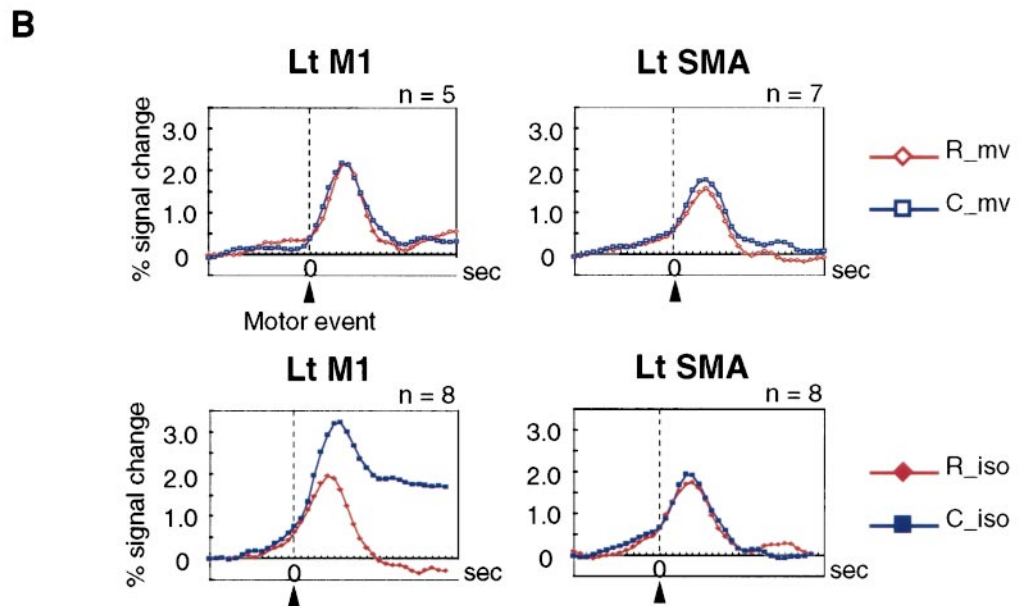 B
Lt M1
Lt SMA
n = 5
n = 7
% signal change
3.0
2.0
1.0
0
0
sec
3.0
2.0
1.0
0
0
sec
R_mv
C_mv
Motor event
Lt M1
Lt SMA
n = 8
n = 8
% signal change
3.0
2.0
1.0
0
0
sec
3.0
2.0
1.0
0
0
sec
R_iso
C_iso